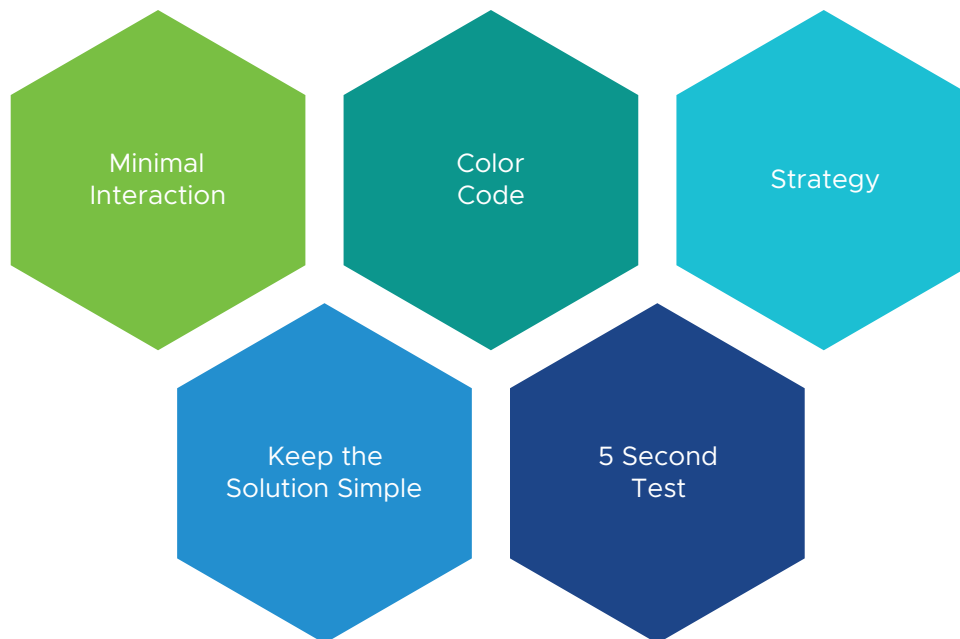 Minimal
Interaction
Color
Code
Strategy
Keep the
Solution Simple
5 Second
Test